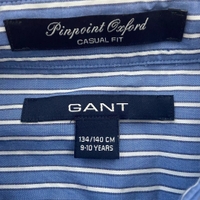 Pinpoint Oxford
CASUAL FIT
GANT
134/140 CM
9-10 YEARS